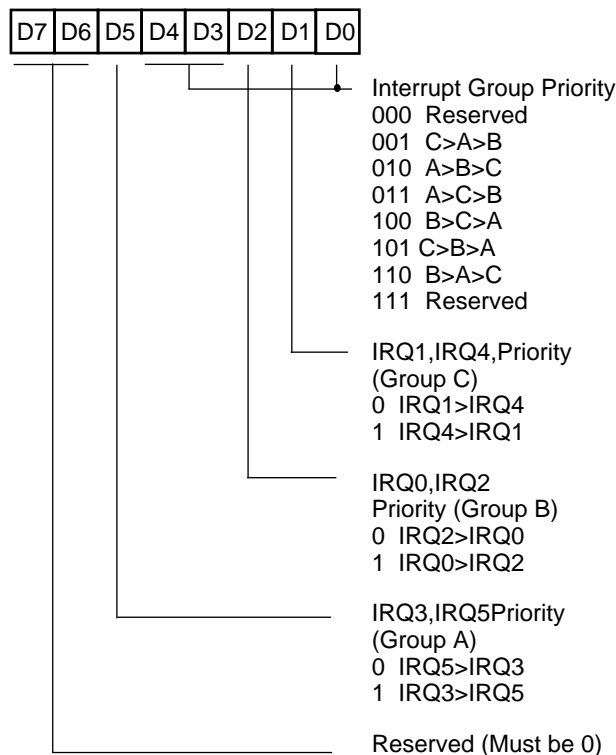 D7 D6 D5 D4 D3 D2 D1 D0
Interrupt Group Priority
000 Reserved
001 C>A>B
010 A>B>C
011 A>C>B
100 B>C>A
101 C>B>A
110 B>A>C
111 Reserved
IRQ1,IRQ4,Priority
(Group C)
0 IRQ1>IRQ4
1 IRQ4>IRQ1
IRQ0,IRQ2
Priority (Group B)
0 IRQ2>IRQ0
1 IRQ0>IRQ2
IRQ3,IRQ5Priority
(Group A)
0 IRQ5>IRQ3
1 IRQ3>IRQ5
Reserved (Must be 0)